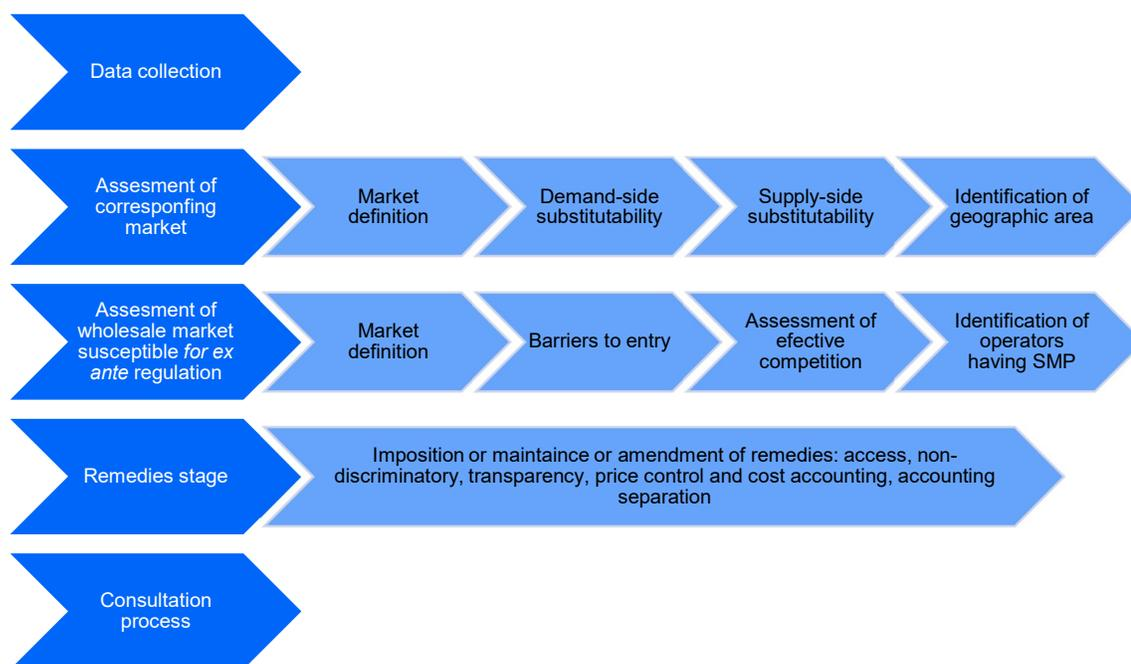 Data collection
Assesment of
corresponfing
market
Market
definition
Demand-side
substitutability
Supply-side
substitutability
Identification of
geographic area
Assesment of
wholesale market
susceptible for ex
ante regulation
Market
definition
Barriers to entry
Assessment of
efective
competition
Identification of
operators
having SMP
Remedies stage
Imposition or maintaince or amendment of remedies: access, non-
discriminatory, transparency, price control and cost accounting, accounting
separation
Consultation
process